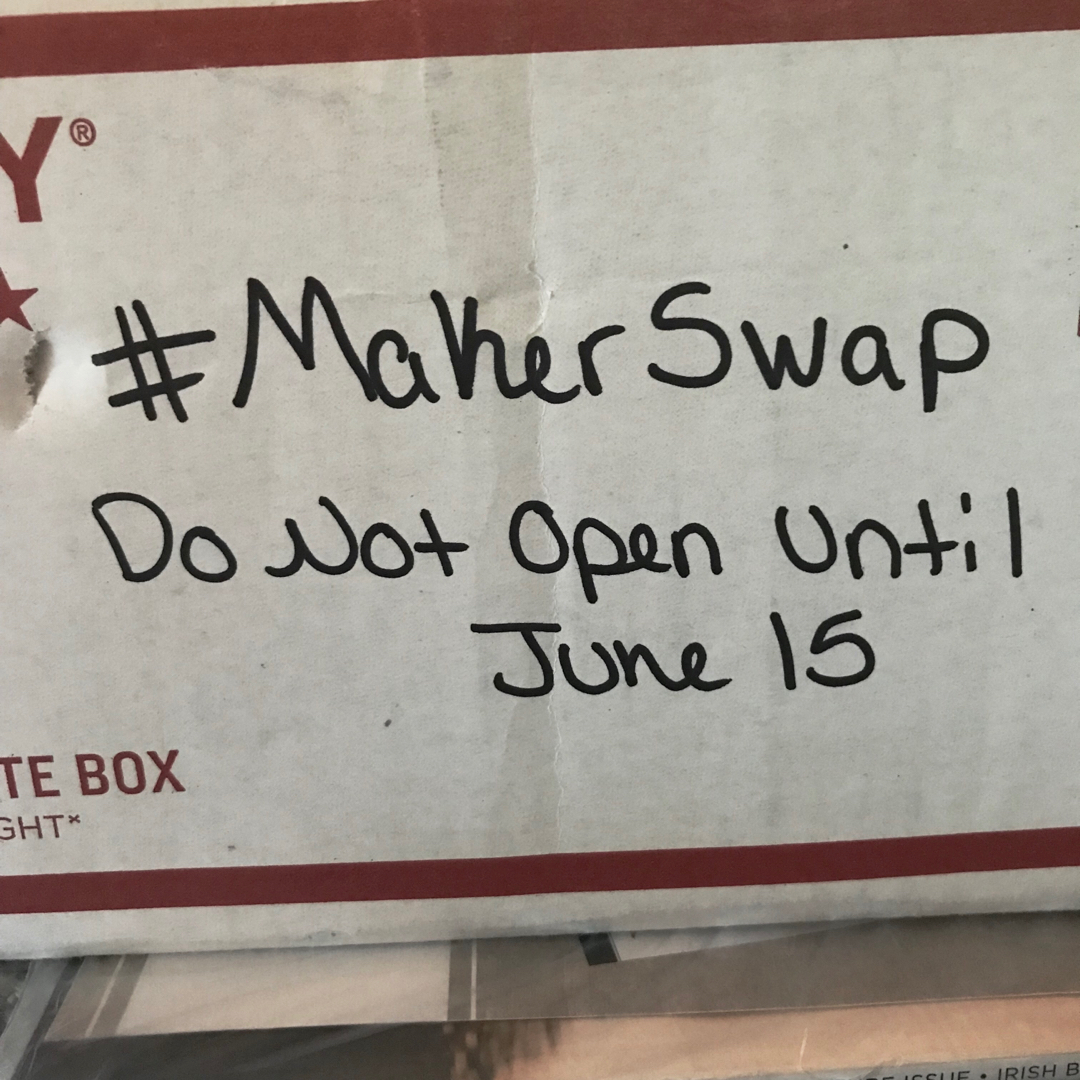 Y®
#MakerSwap
Do Not Open Until
June 15
TE BOX
GHT*
ISSUE • IRISH B